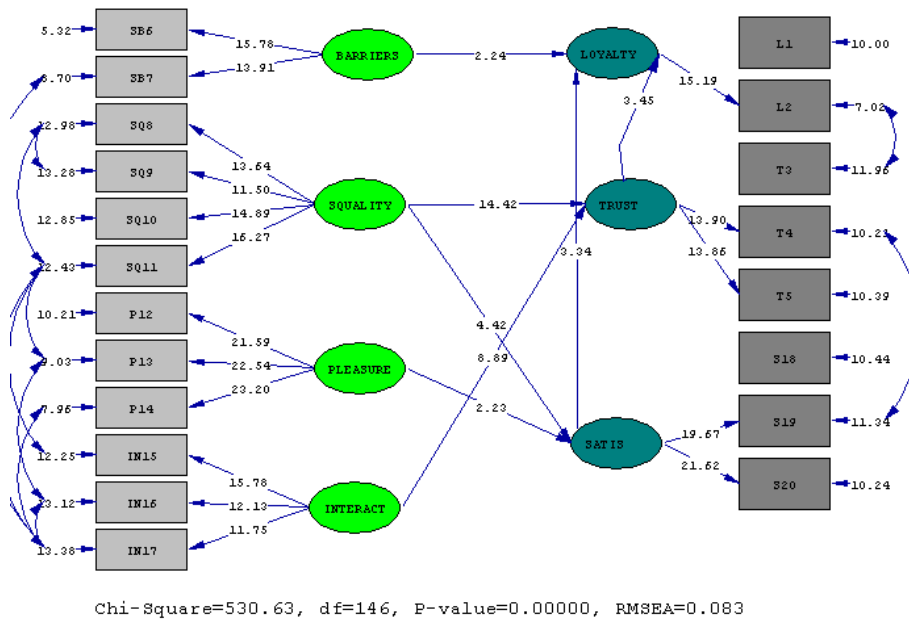 5.32 SB6 15.78 BARRIERS 2.24 LOYALTY L1 10.00
8.70 SB7 13.91 3.45 15.19 L2 7.02
12.98 SQ8 13.64 T3 11.96
13.28 SQ9 11.50 SQUALITY 14.42 TRUST 13.90 T4 10.21
12.85 SQ10 14.89 3.34 13.86
12.43 SQ11 16.27 T5 10.39
10.21 P12 21.59 4.42 S18 10.44
9.03 P13 22.54 PLEASURE 8.89
7.96 P14 23.20 2.23 19.67 S19 11.34
12.25 IN15 15.78 SATIS 21.62
13.12 IN16 12.13 INTERACT S20 10.24
13.38 IN17 11.75
Chi-Square=530.63, df=146, P-value=0.00000, RMSEA=0.083